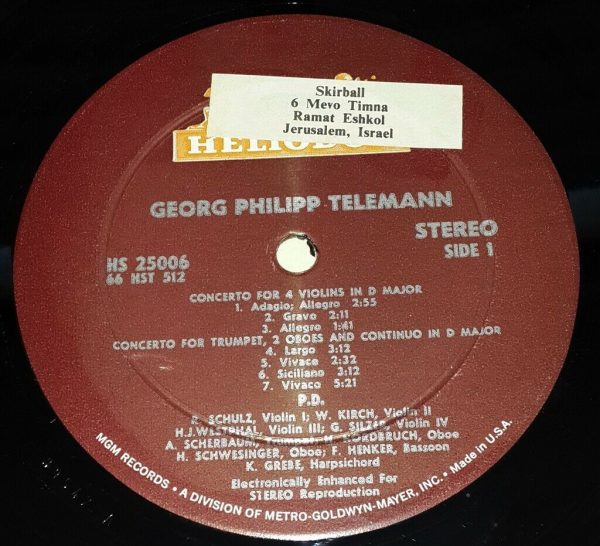 Skirball
6 Mevo Timna
Ramat Eshkol
Jerusalem, Israel
HELIODO
GEORG PHILIPP TELEMANN
STEREO
SIDE 1
HS 25006
66 HST 512
CONCERTO FOR 4 VIOLINS IN D MAJOR
1. Adagio; Allegro 2:55
2. Grave 2:11
3. Allegro 1:41
CONCERTO FOR TRUMPET, 2 OBOES AND CONTINUO IN D MAJOR
4. Largo 3:12
5. Vivace 2:32
6. Siciliano 3:12
7. Vivace 5:21
P.D.
R. SCHULZ, Violin I; W. KIRCH, Violin II
H.J. WESTPHAL, Violin III; G. SILZER, Violin IV
A. SCHERBAUM, NORDBRUCH, Oboe
H. SCHWESINGER, Oboe; F. HENKER, Bassoon
K. GREBE, Harpsichord
Electronically Enhanced For
STEREO Reproduction
MGM RECORDS • A DIVISION OF METRO-GOLDWYN-MAYER, INC. • Made in U.S.A.